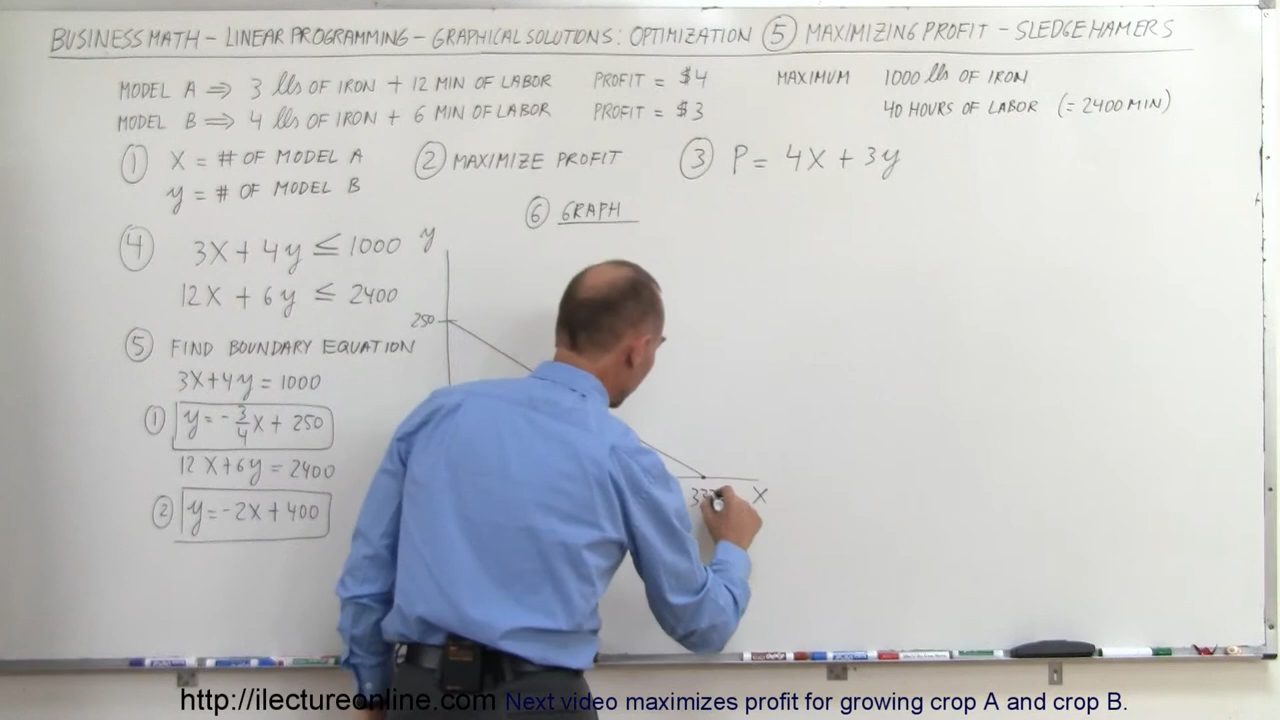 BUSINESS MATH – LINEAR PROGRAMMING – GRAPHICAL SOLUTIONS: OPTIMIZATION (5) MAXIMIZING PROFIT – SLEDGE HAMERS
MODEL A ⇒ 3 lbs OF IRON + 12 MIN OF LABOR PROFIT = $4 MAXIMUM 1000 lbs OF IRON
MODEL B ⇒ 4 lbs OF IRON + 6 MIN OF LABOR PROFIT = $3 40 HOURS OF LABOR (= 2400 MIN)
① X = # OF MODEL A ② MAXIMIZE PROFIT ③ P = 4X + 3y
y = # OF MODEL B
⑥ GRAPH
④ 3X + 4y ≤ 1000 y
12X + 6y ≤ 2400
250
⑤ FIND BOUNDARY EQUATION
3X+4y = 1000
① y = -3/4 X + 250
12X+6y = 2400
X
② y = -2X + 400
http://ilectureonline.com Next video maximizes profit for growing crop A and crop B.